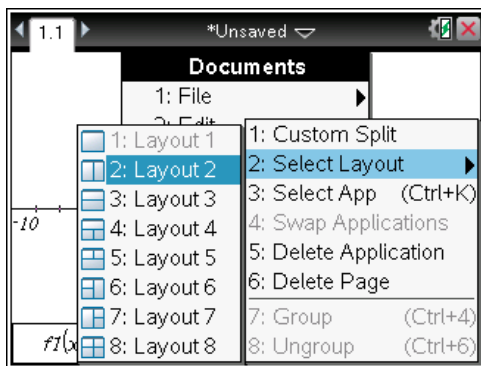 1.1 *Unsaved
Documents
1: File
2: Edit
1: Layout 1
2: Layout 2
3: Layout 3
4: Layout 4
5: Layout 5
6: Layout 6
7: Layout 7
8: Layout 8
1: Custom Split
2: Select Layout
3: Select App (Ctrl+K)
4: Swap Applications
5: Delete Application
6: Delete Page
7: Group (Ctrl+4)
8: Ungroup (Ctrl+6)
-10
f1(x